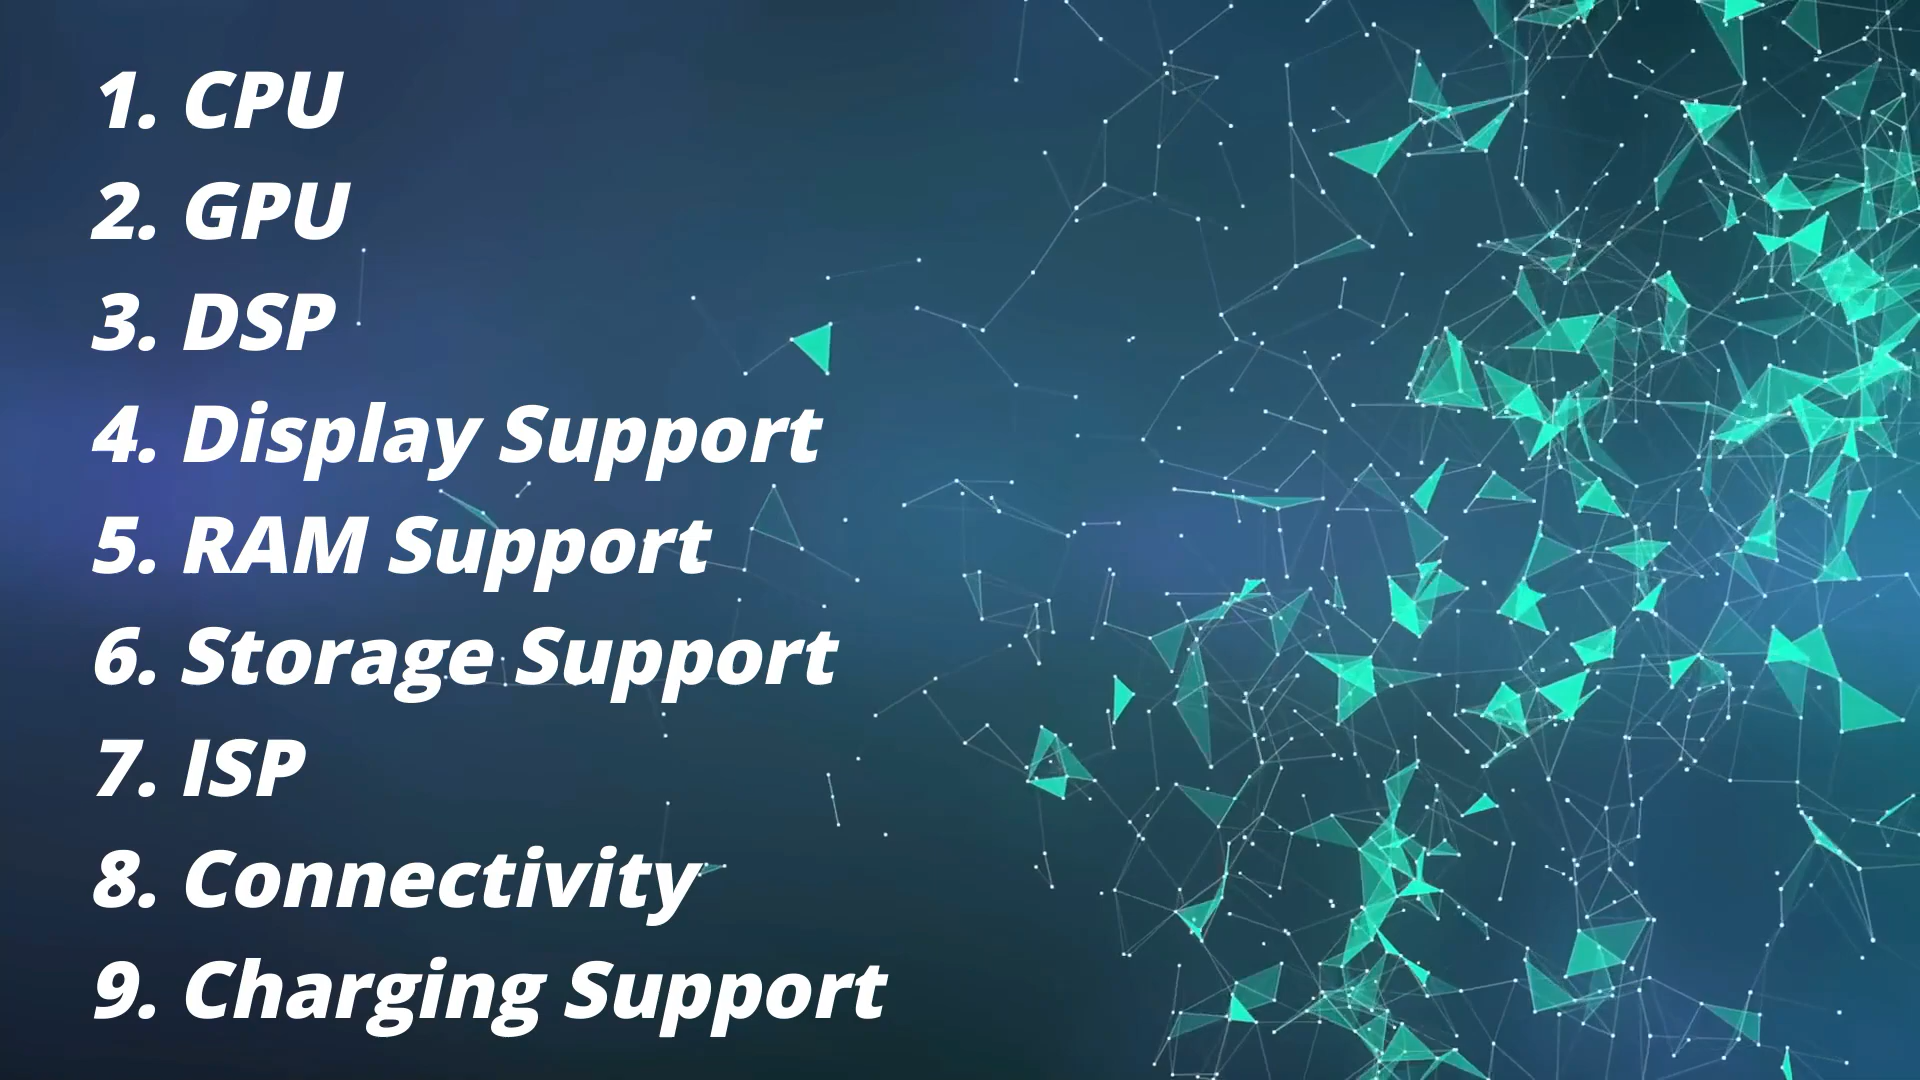 1. CPU
2. GPU
3. DSP
4. Display Support
5. RAM Support
6. Storage Support
7. ISP
8. Connectivity
9. Charging Support